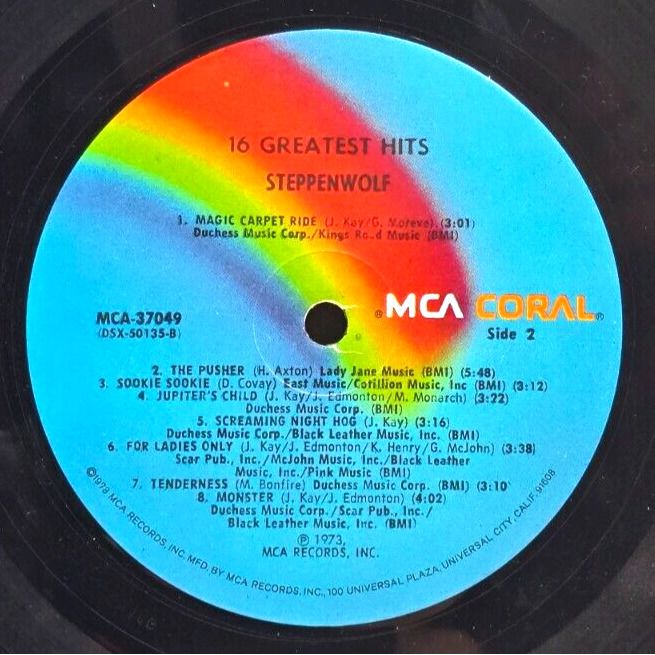 16 GREATEST HITS
STEPPENWOLF
1. MAGIC CARPET RIDE (J. Kay/G. Moreve) (3:01)
Duchess Music Corp./Kings Road Music (BMI)
MCA-37049
(DSX-50135-B)
® MCA CORAL®
Side 2
2. THE PUSHER (H. Axton) Lady Jane Music (BMI) (5:48)
3. SOOKIE SOOKIE (D. Covay) East Music/Cotillion Music, Inc (BMI) (3:12)
4. JUPITER'S CHILD (J. Kay/J. Edmonton/M. Monarch) (3:22)
Duchess Music Corp. (BMI)
5. SCREAMING NIGHT HOG (J. Kay) (3:16)
Duchess Music Corp./Black Leather Music, Inc. (BMI)
6. FOR LADIES ONLY (J. Kay/J. Edmonton/K. Henry/G. McJohn) (3:38)
Scar Pub., Inc./McJohn Music, Inc./Black Leather
Music, Inc./Pink Music (BMI)
7. TENDERNESS (M. Bonfire) Duchess Music Corp. (BMI) (3:10)
8. MONSTER (J. Kay/J. Edmonton) (4:02)
Duchess Music Corp./Scar Pub., Inc./
Black Leather Music, Inc. (BMI)
℗ 1973,
MCA RECORDS, INC.
©1978 MCA RECORDS, INC. MFD. BY MCA RECORDS, INC., 100 UNIVERSAL PLAZA, UNIVERSAL CITY, CALIF. 91608